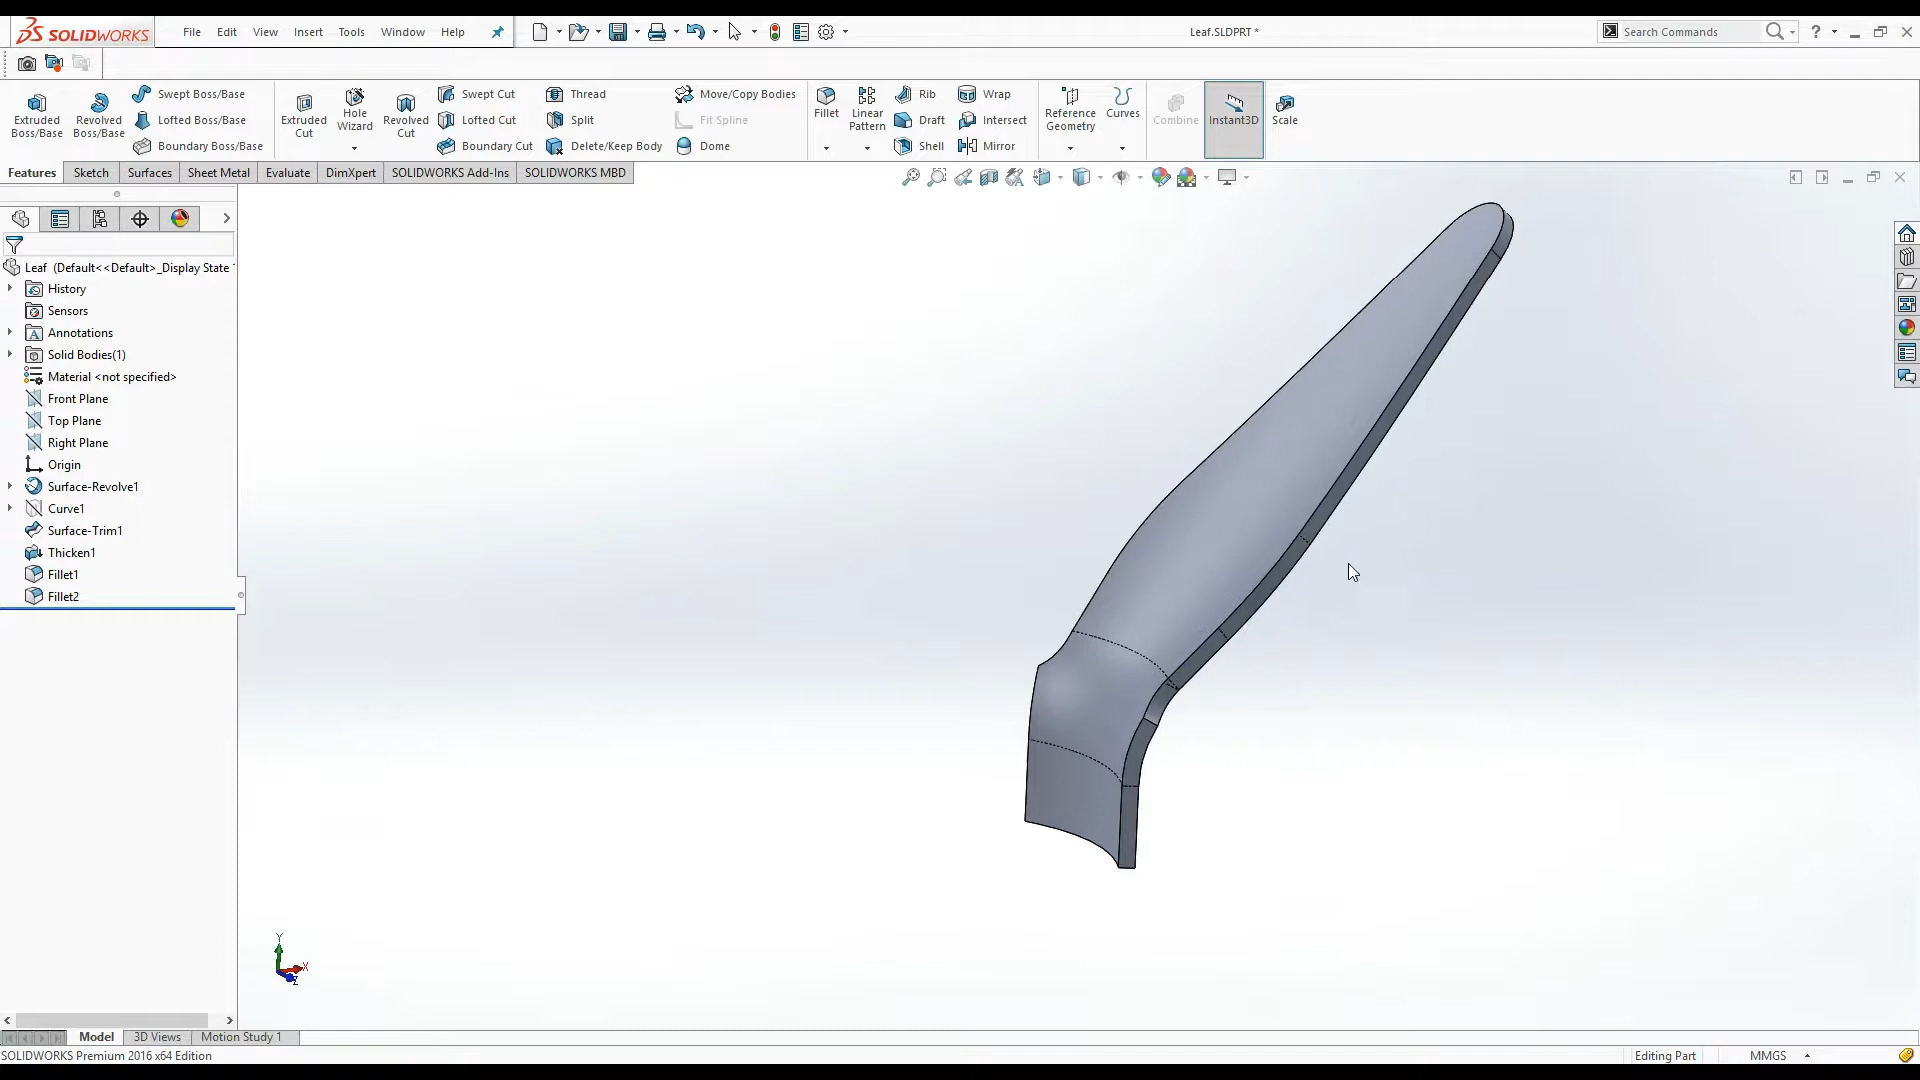 SOLIDWORKS File Edit View Insert Tools Window Help Leaf.SLDPRT * Search Commands ?
Swept Boss/Base Swept Cut Thread Move/Copy Bodies Rib Wrap
Extruded Boss/Base Revolved Boss/Base Lofted Boss/Base Extruded Cut Hole Wizard Revolved Cut Lofted Cut Split Fit Spline Fillet Linear Pattern Draft Intersect Reference Geometry Curves Combine Instant3D Scale
Boundary Boss/Base Boundary Cut Delete/Keep Body Dome Shell Mirror
Features Sketch Surfaces Sheet Metal Evaluate DimXpert SOLIDWORKS Add-Ins SOLIDWORKS MBD
Leaf (Default<<Default>_Display State
History
Sensors
Annotations
Solid Bodies(1)
Material <not specified>
Front Plane
Top Plane
Right Plane
Origin
Surface-Revolve1
Curve1
Surface-Trim1
Thicken1
Fillet1
Fillet2
Y
X
Z
Model 3D Views Motion Study 1
SOLIDWORKS Premium 2016 x64 Edition Editing Part MMGS